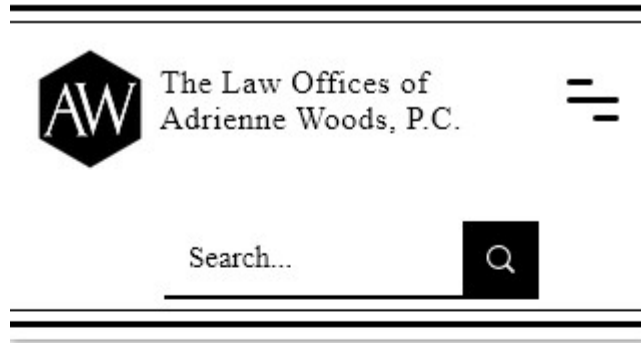 AW
The Law Offices of
Adrienne Woods, P.C.
Search...